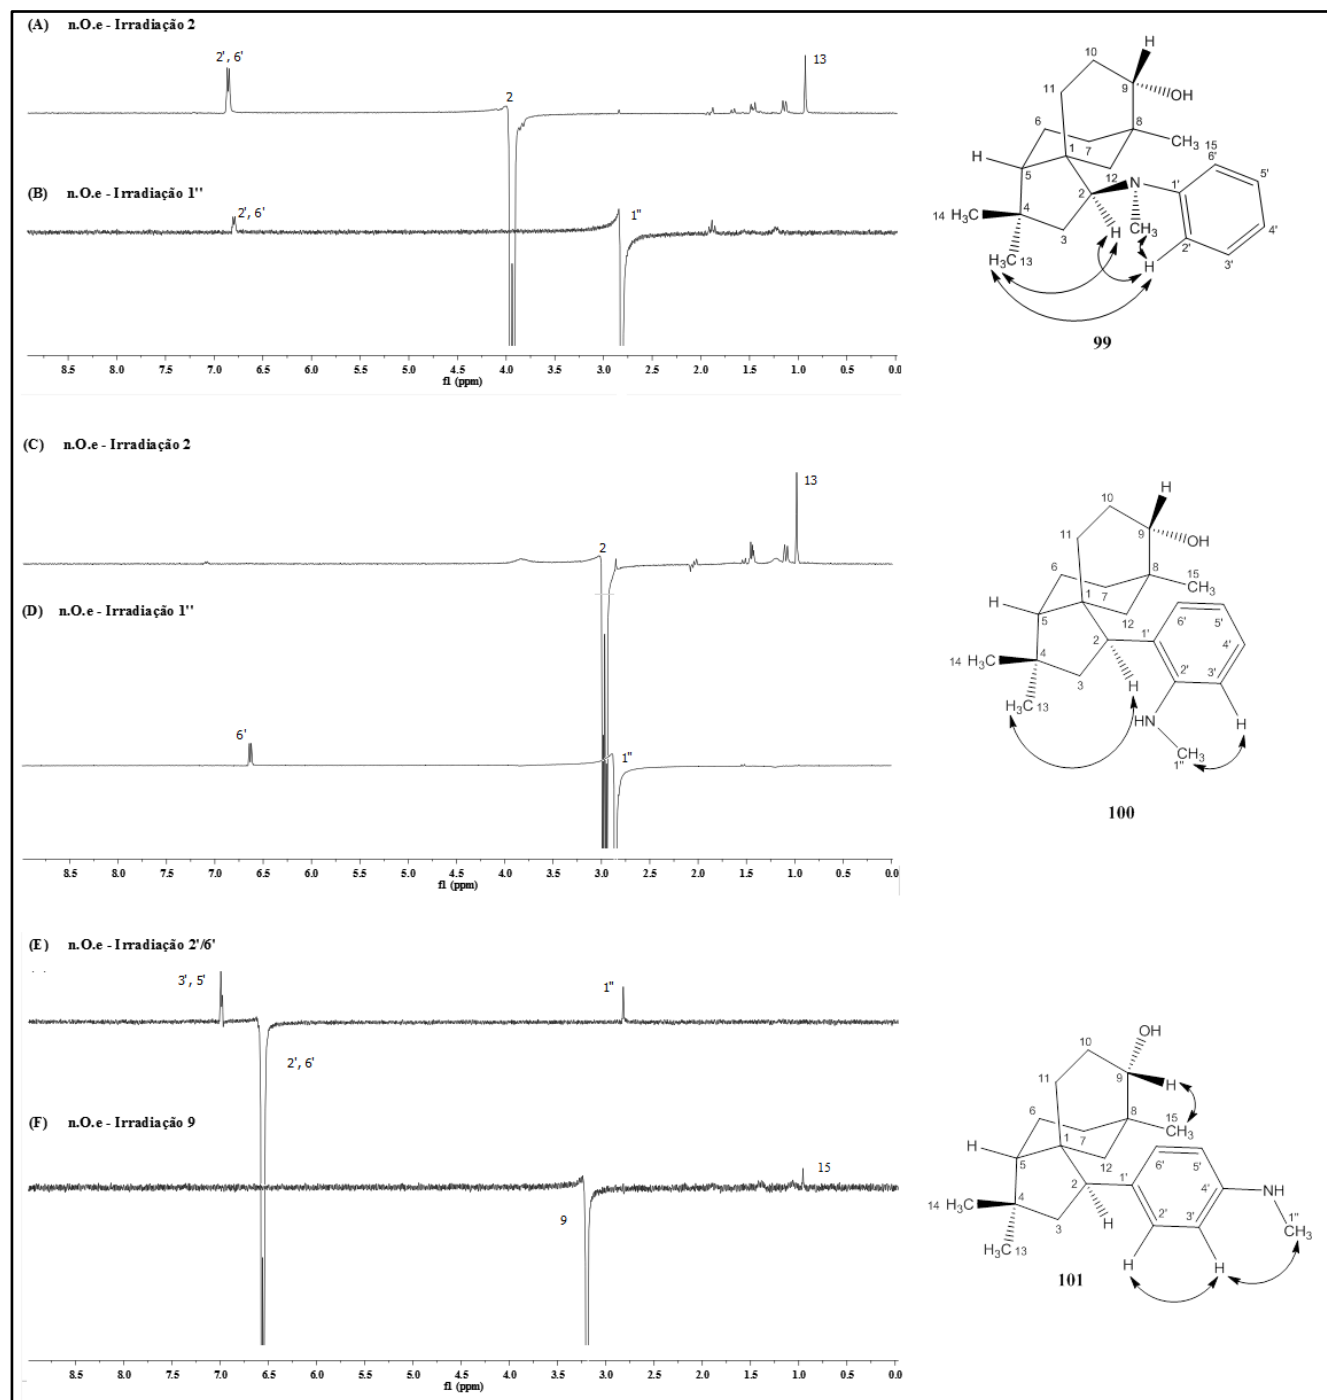 (A) n.O.e - Irradiação 2
2', 6'
2
13
(B) n.O.e - Irradiação 1''
2', 6'
1''
8.5 8.0 7.5 7.0 6.5 6.0 5.5 5.0 4.5 4.0 3.5 3.0 2.5 2.0 1.5 1.0 0.5 0.0
f1 (ppm)
H
10
9
OH
11
6
8
7
CH3
15
1
H
5
12
N
1'
6'
5'
4'
3'
2'
2
14 H3C
4
3
H
CH3
H
H3C 13
99
(C) n.O.e - Irradiação 2
2
13
(D) n.O.e - Irradiação 1''
6'
1''
8.5 8.0 7.5 7.0 6.5 6.0 5.5 5.0 4.5 4.0 3.5 3.0 2.5 2.0 1.5 1.0 0.5 0.0
f1 (ppm)
H
10
9
OH
11
6
8
15
CH3
7
1
H
5
12
6'
5'
2
1'
4'
14 H3C
4
2'
3'
3
H
H3C 13
HN
H
CH3
1''
100
(E) n.O.e - Irradiação 2'/6'
3', 5'
1''
2', 6'
(F) n.O.e - Irradiação 9
15
9
8.5 8.0 7.5 7.0 6.5 6.0 5.5 5.0 4.5 4.0 3.5 3.0 2.5 2.0 1.5 1.0 0.5 0.0
f1 (ppm)
OH
10
9
H
11
6
8
15
CH3
7
1
H
5
12
6'
5'
2
1'
4'
NH
14 H3C
4
2'
3'
1''
CH3
3
H
H3C 13
H
H
101